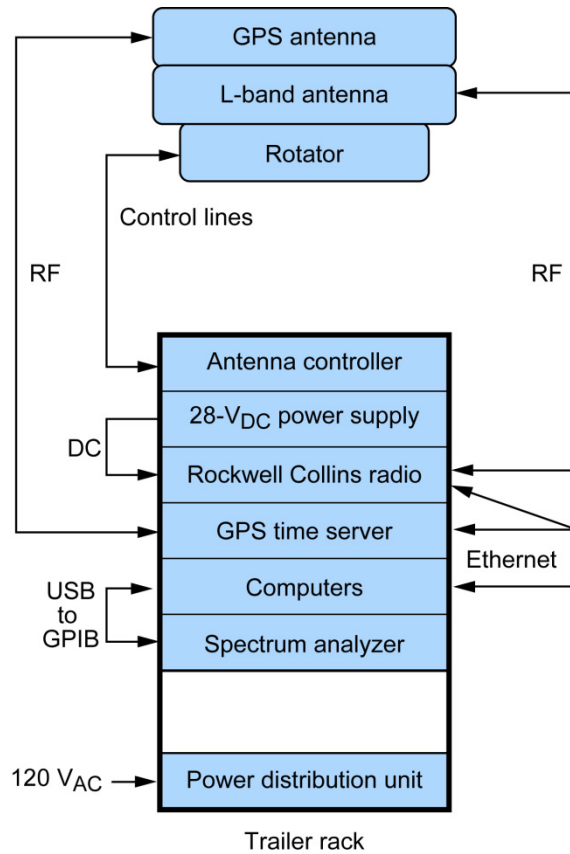 GPS antenna
L-band antenna
Rotator
Control lines
RF
RF
Antenna controller
28-VDC power supply
DC
Rockwell Collins radio
GPS time server
Ethernet
USB
to
GPIB
Computers
Spectrum analyzer
120 VAC
Power distribution unit
Trailer rack